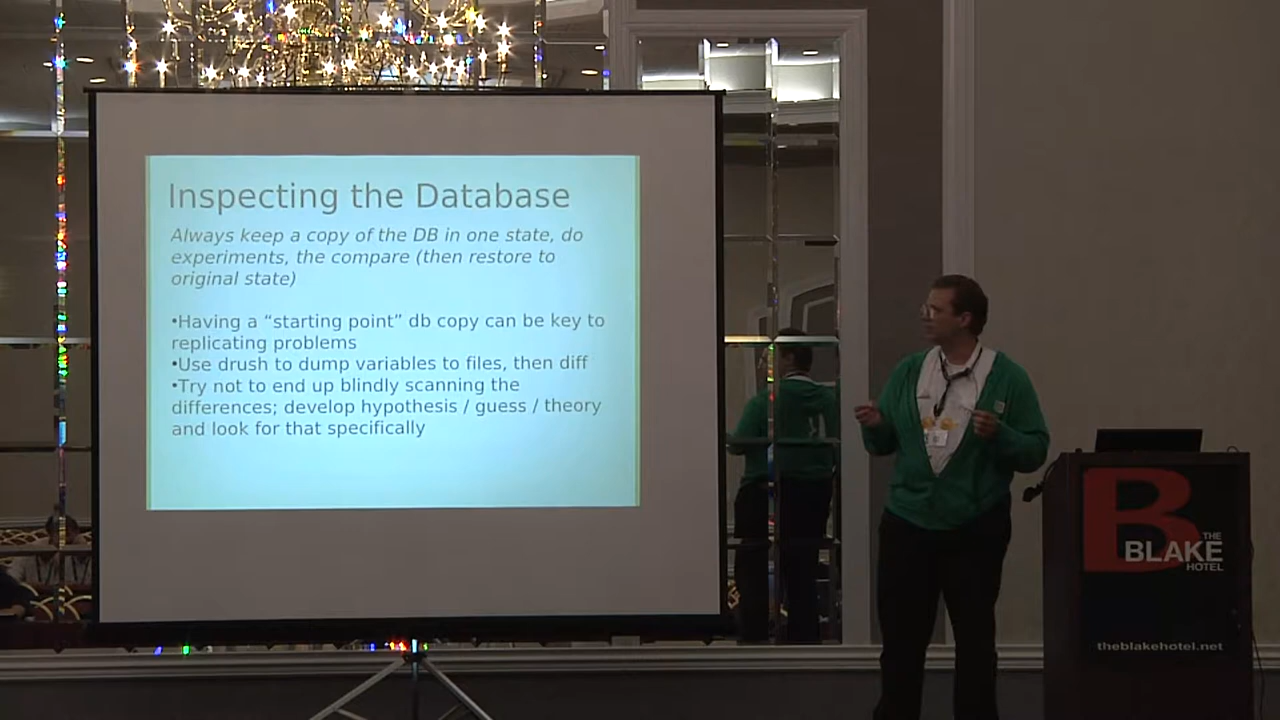 Inspecting the Database
Always keep a copy of the DB in one state, do
experiments, the compare (then restore to
original state)
•Having a “starting point” db copy can be key to
replicating problems
•Use drush to dump variables to files, then diff
•Try not to end up blindly scanning the
differences; develop hypothesis / guess / theory
and look for that specifically
B
THE
BLAKE
HOTEL
theblakehotel.net